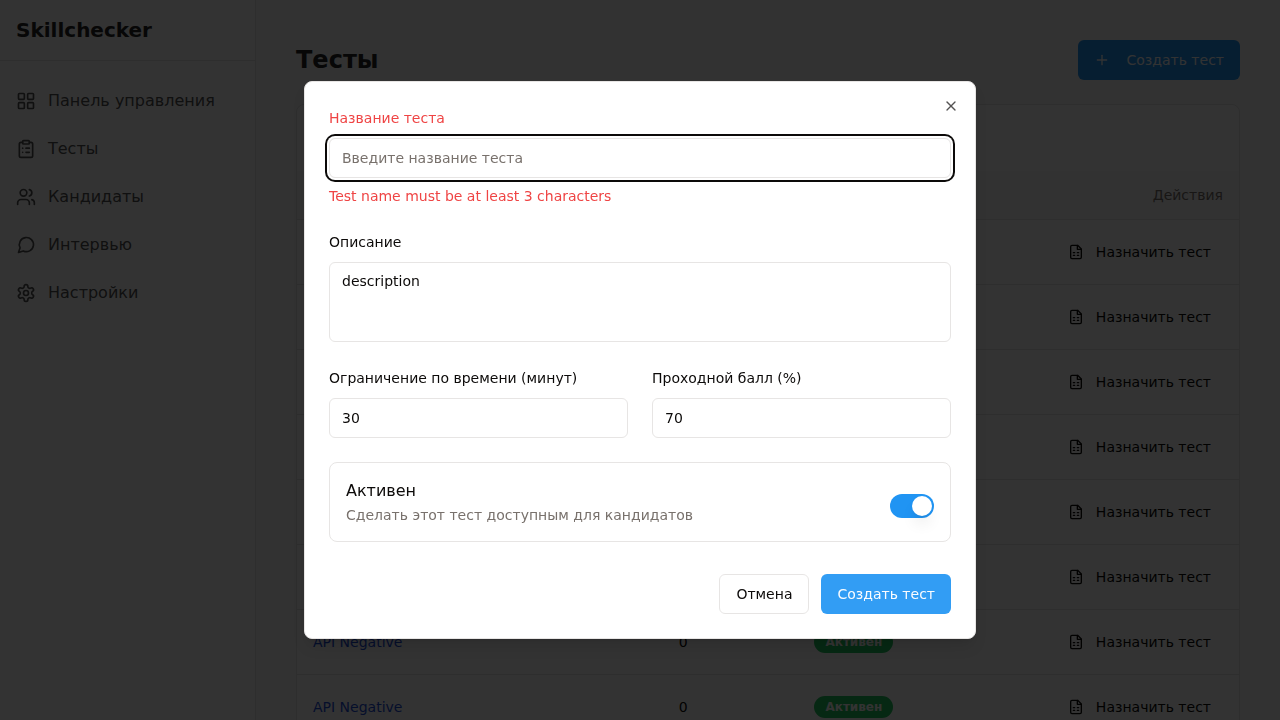 Skillchecker
Панель управления
Тесты
Кандидаты
Интервью
Настройки
Тесты
Создать тест
Название теста
Введите название теста
Test name must be at least 3 characters
Описание
description
Ограничение по времени (минут)
Проходной балл (%)
30
70
Активен
Сделать этот тест доступным для кандидатов
Отмена
Создать тест
Действия
Назначить тест
Назначить тест
Назначить тест
Назначить тест
Назначить тест
Назначить тест
API Negative 0 Активен Назначить тест
API Negative 0 Активен Назначить тест